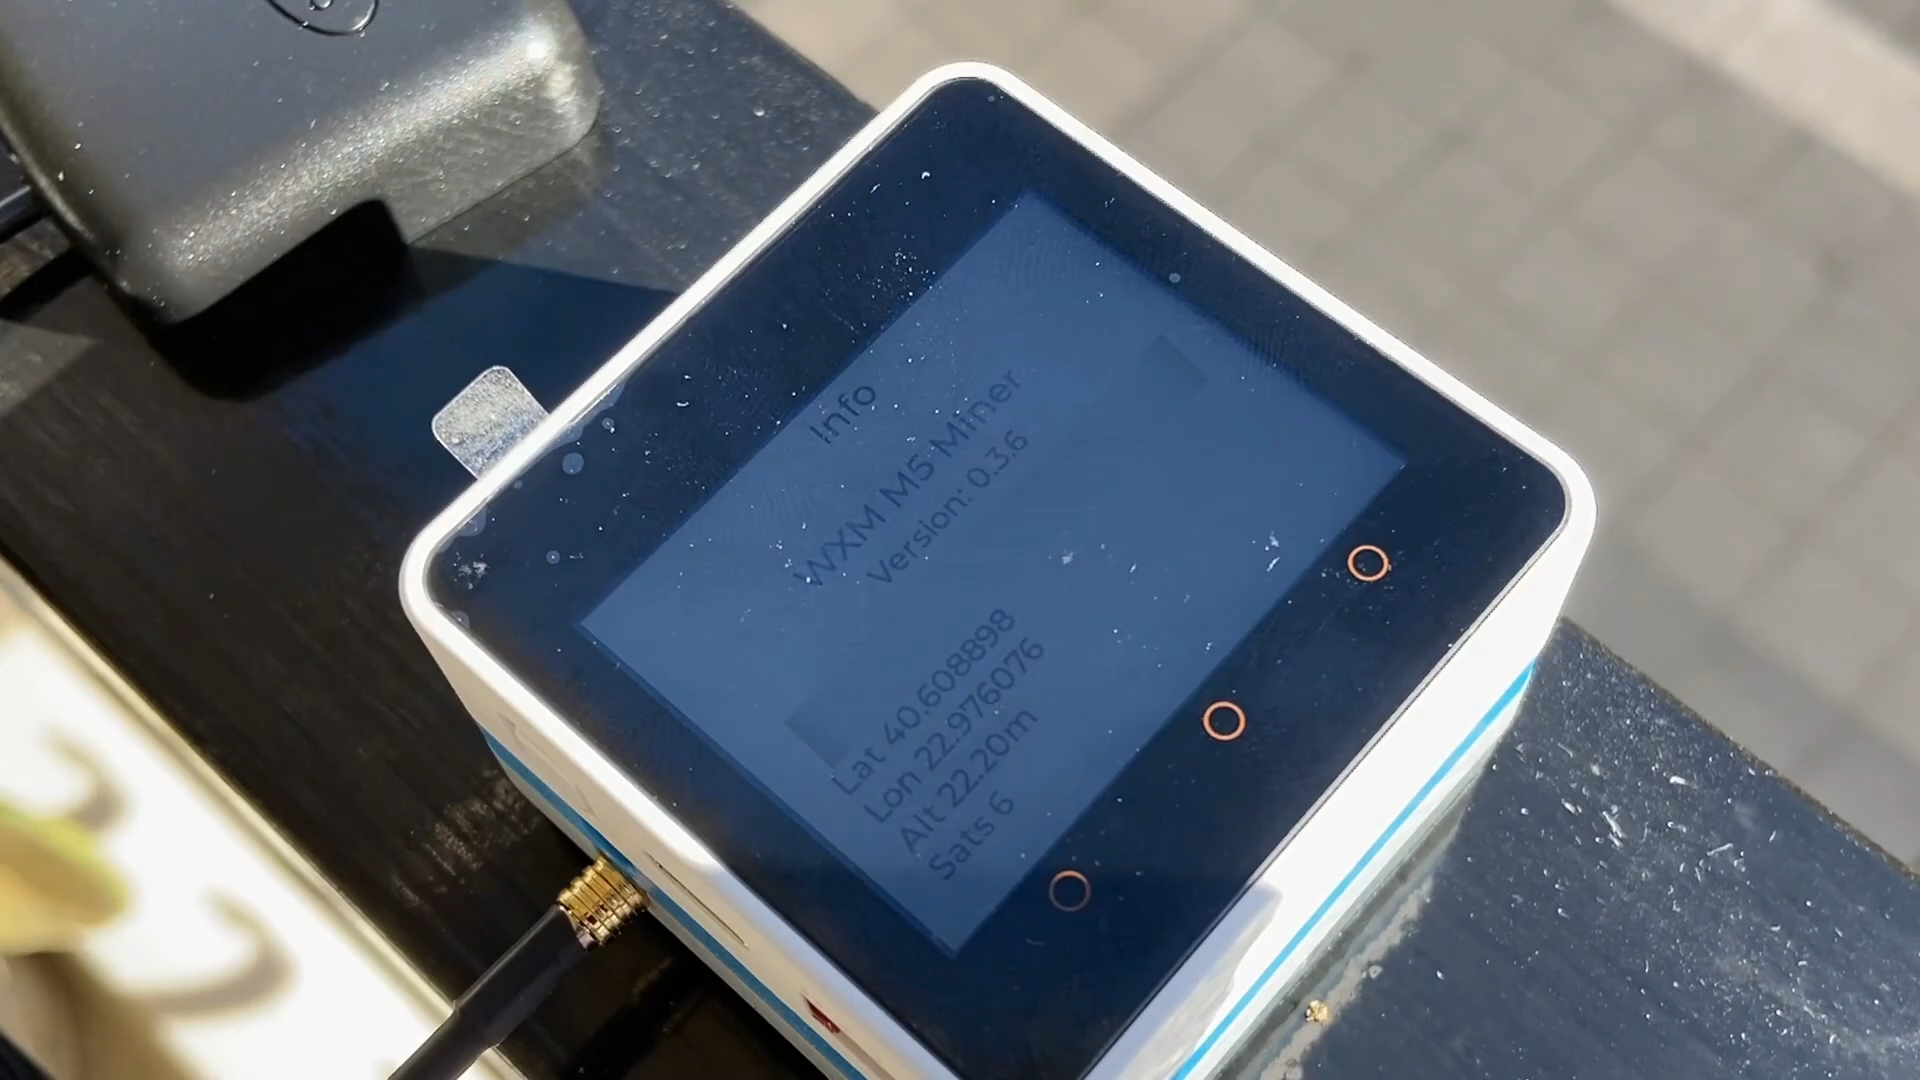 Info
WXM M5 Miner
Version: 0.3.6
Lat 40.608898
Lon 22.976076
Alt 22.20m
Sats 6